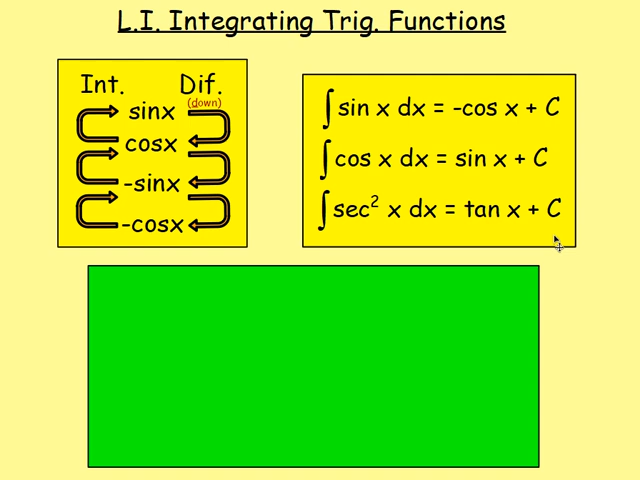 L.I. Integrating Trig. Functions
Int. Dif.
(down)
sinx
cosx
-sinx
-cosx
∫ sin x dx = -cos x + C
∫ cos x dx = sin x + C
∫ sec² x dx = tan x + C